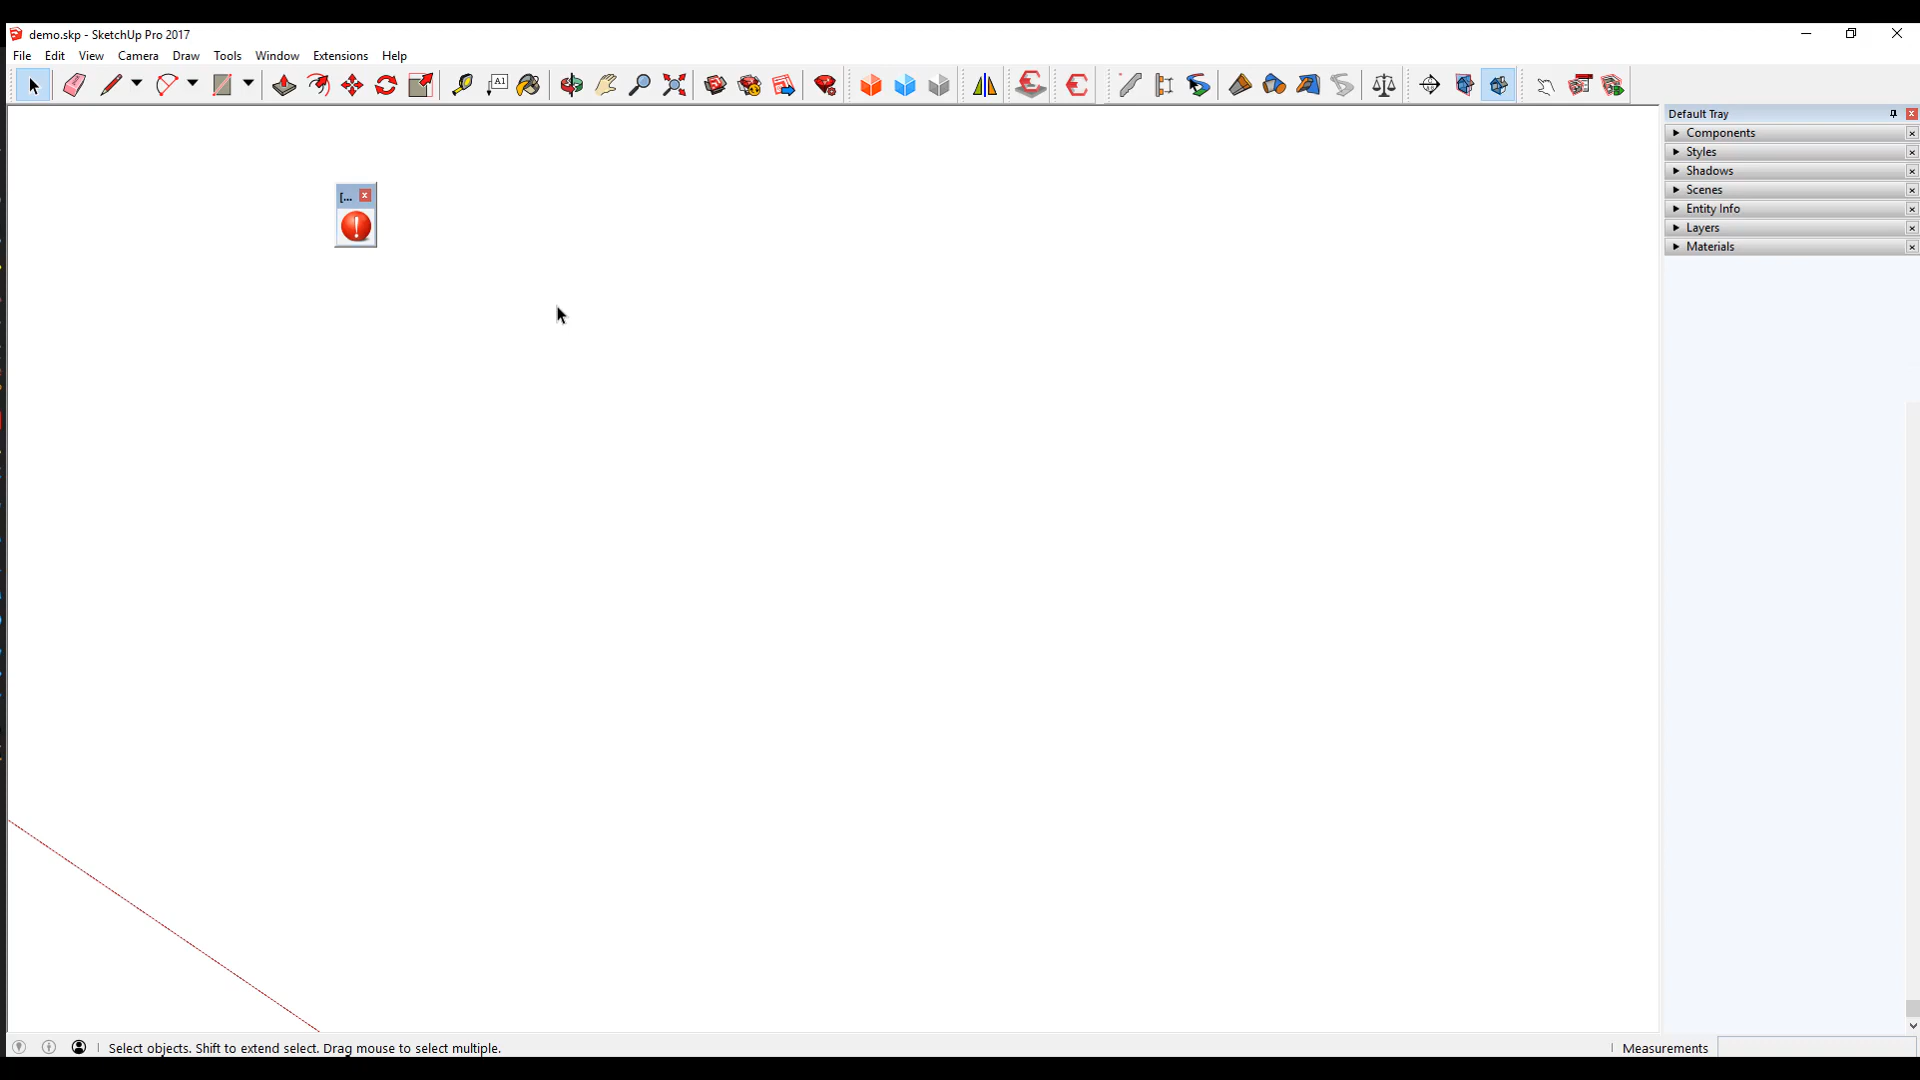 demo.skp - SketchUp Pro 2017
File Edit View Camera Draw Tools Window Extensions Help
A1
Default Tray
Components
Styles
Shadows
Scenes
Entity Info
Layers
Materials
[...
Select objects. Shift to extend select. Drag mouse to select multiple.
Measurements